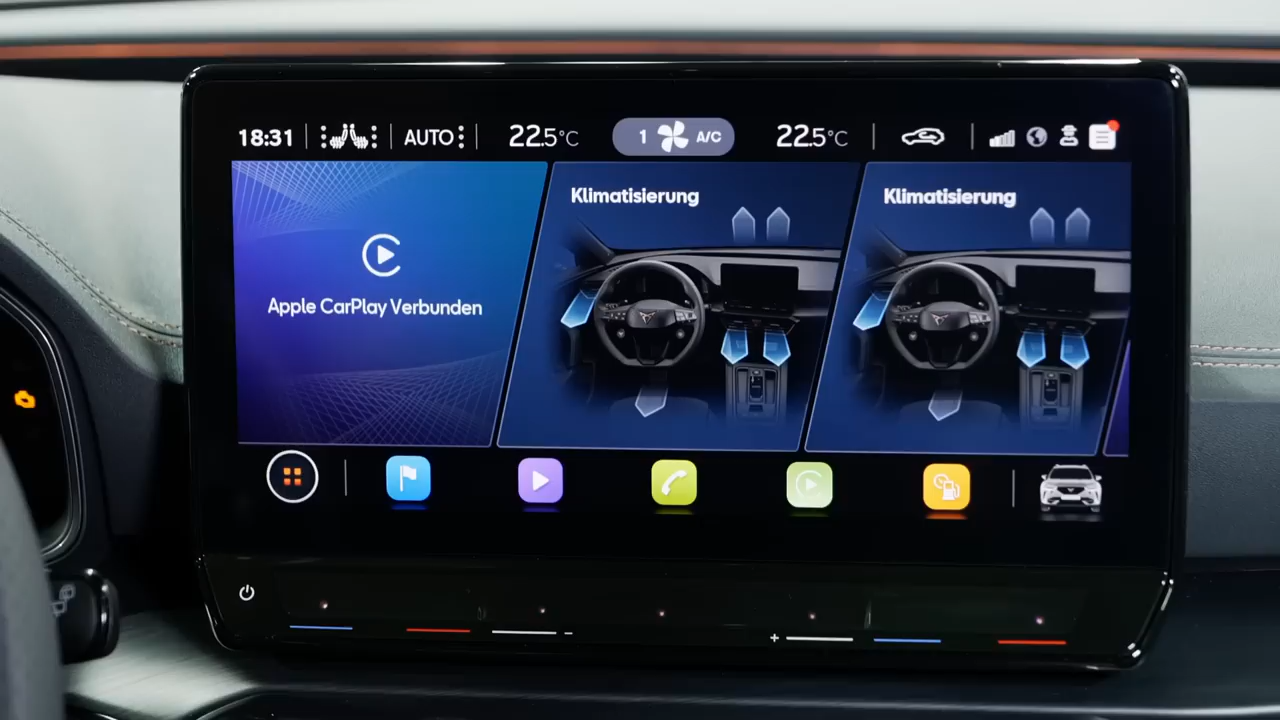 18:31
AUTO
22.5°C
1 A/C
22.5°C
Apple CarPlay Verbunden
Klimatisierung
Klimatisierung
- +